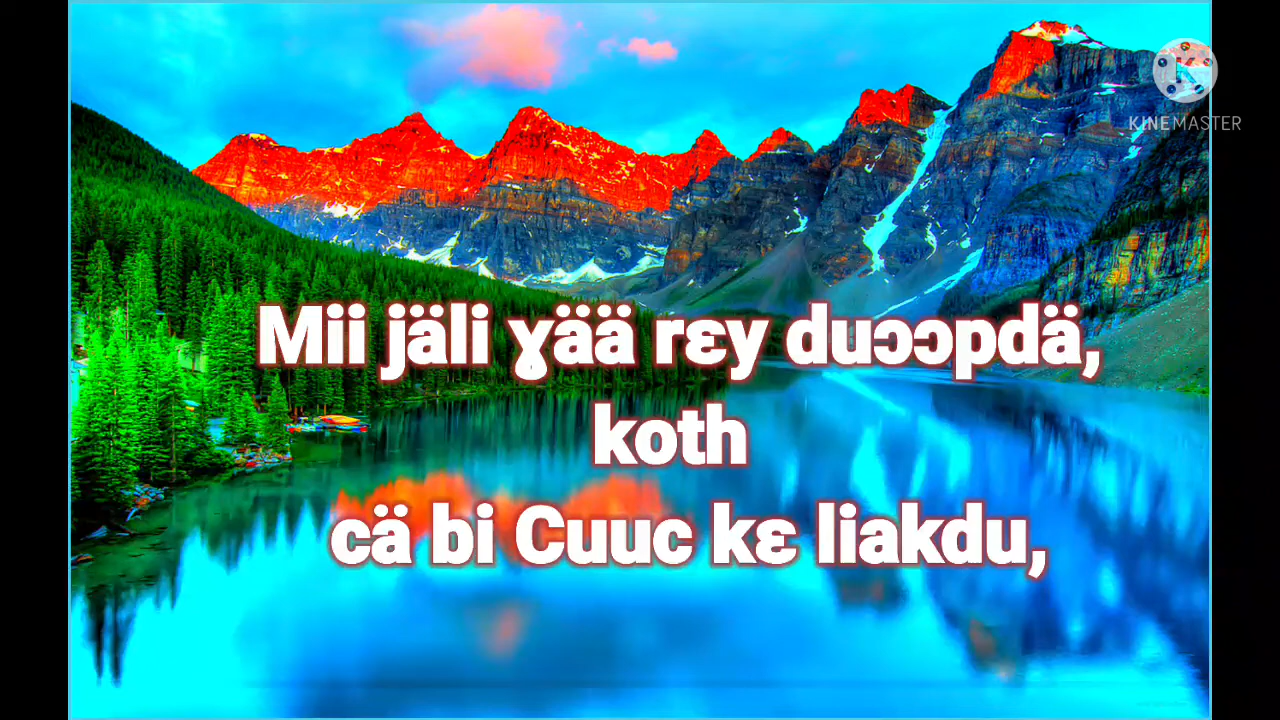 KINEMASTER
Mii jäli ɣää rɛy duɔɔpdä,
koth
cä bi Cuuc kɛ liakdu,